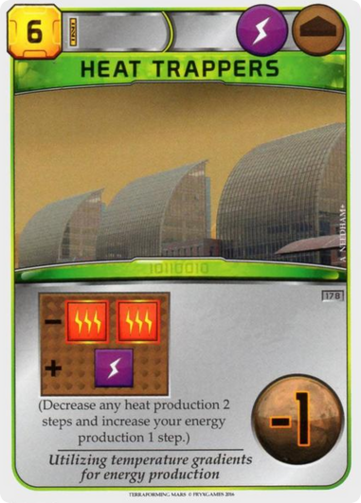 6
HEAT TRAPPERS
A. NEEDHAM+
10110010
178
(Decrease any heat production 2
steps and increase your energy
production 1 step.)
-1
Utilizing temperature gradients
for energy production
TERRAFORMING MARS © FRYXGAMES 2016